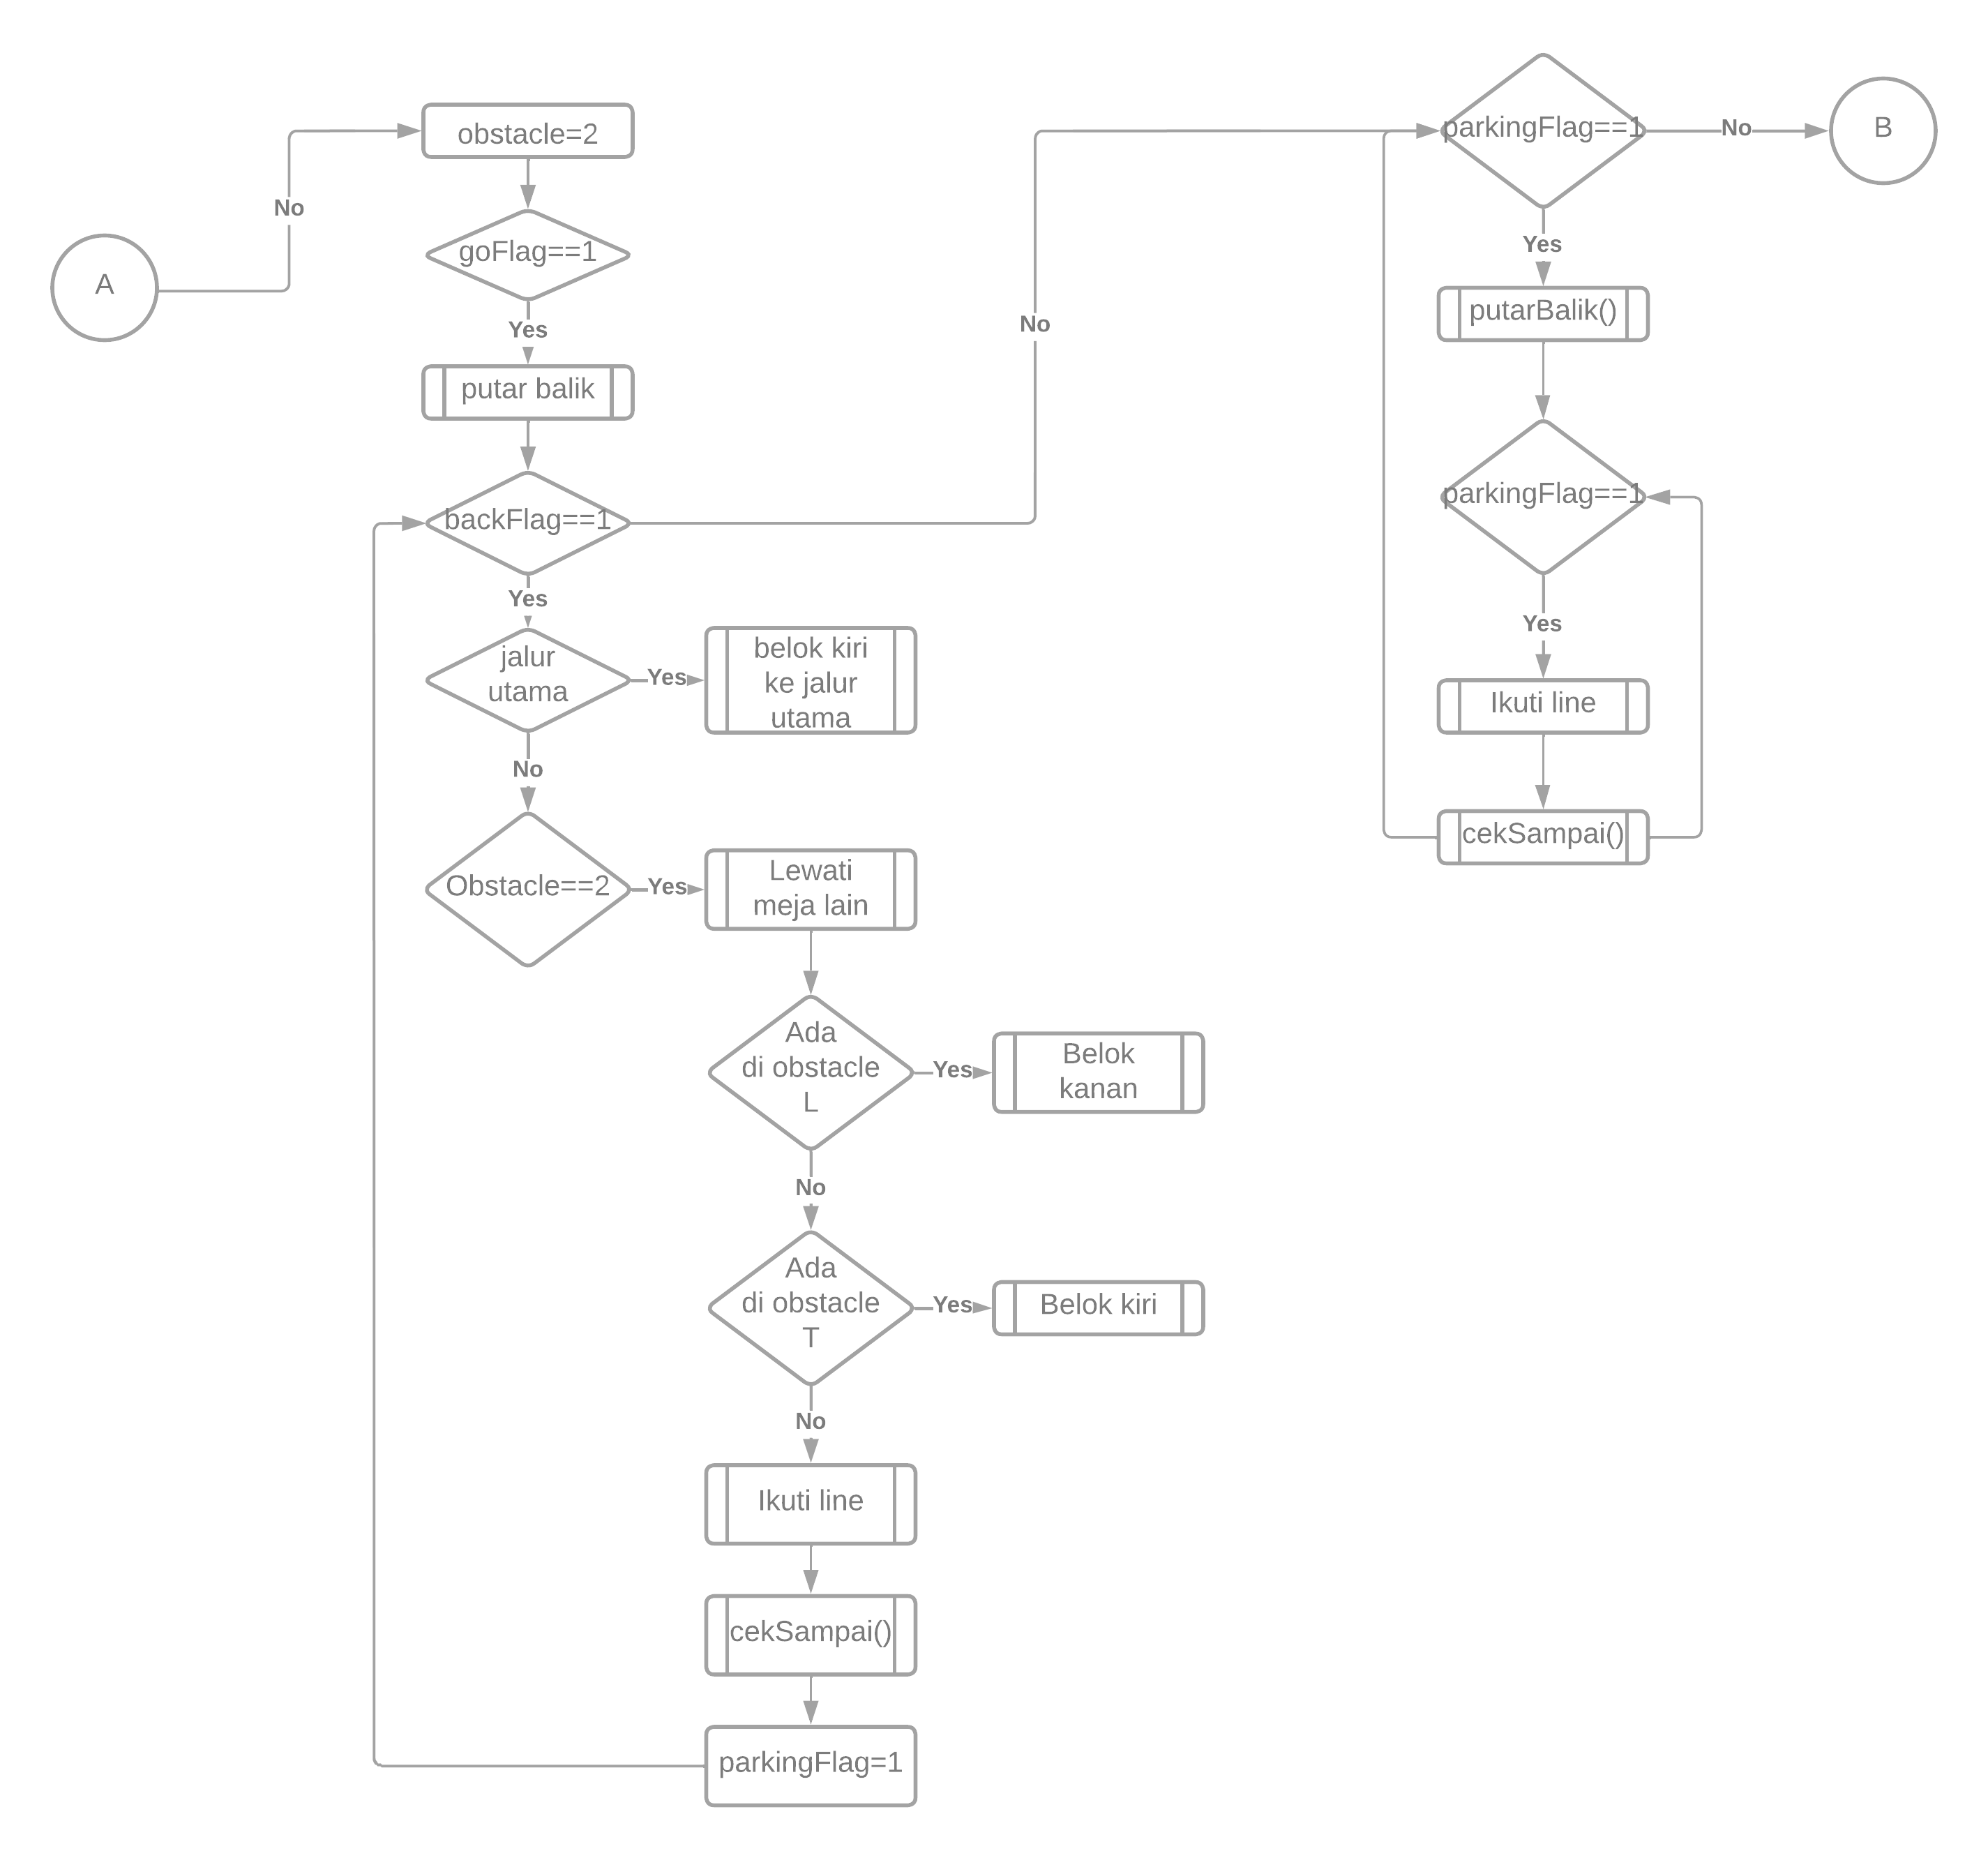 A
No
obstacle=2
goFlag==1
Yes
putar balik
backFlag==1
No
Yes
jalur
utama
Yes
belok kiri
ke jalur
utama
No
Obstacle==2
Yes
Lewati
meja lain
Ada
di obstacle
L
Yes
Belok
kanan
No
Ada
di obstacle
T
Yes
Belok kiri
No
Ikuti line
cekSampai()
parkingFlag=1
parkingFlag==1
No
B
Yes
putarBalik()
parkingFlag==1
Yes
Ikuti line
cekSampai()